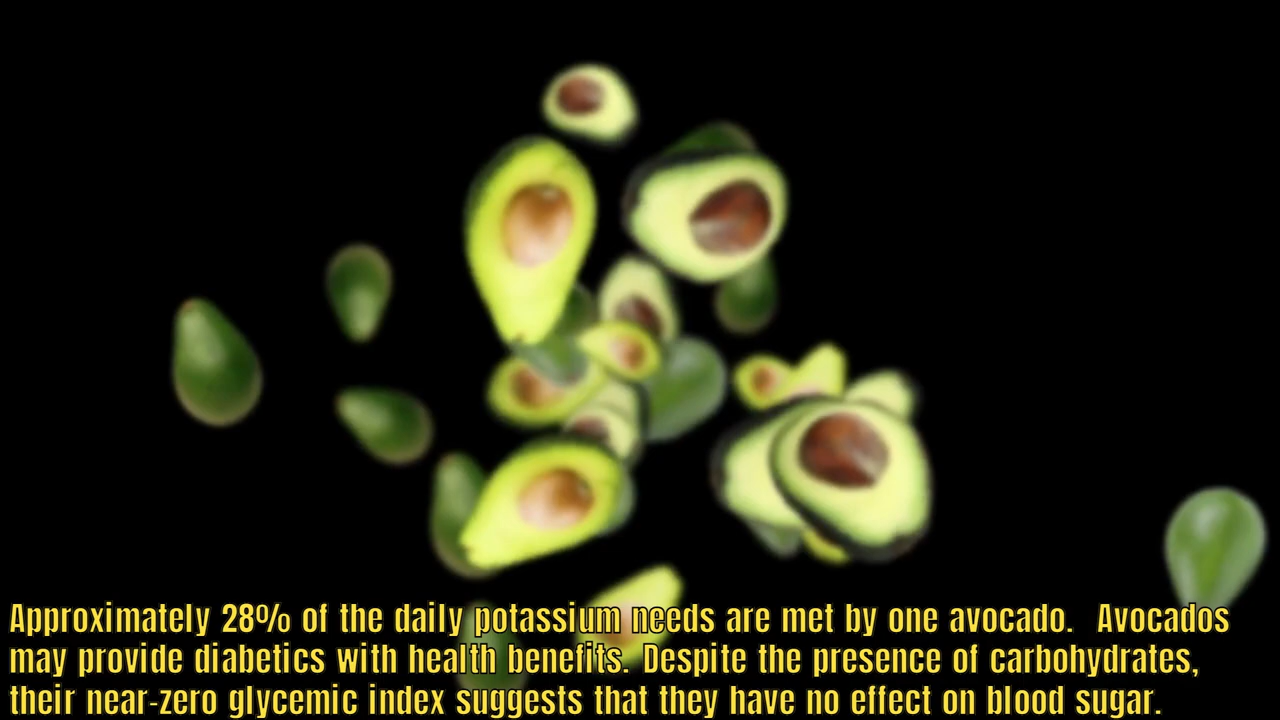 Approximately 28% of the daily potassium needs are met by one avocado.  Avocados
may provide diabetics with health benefits. Despite the presence of carbohydrates,
their near-zero glycemic index suggests that they have no effect on blood sugar.